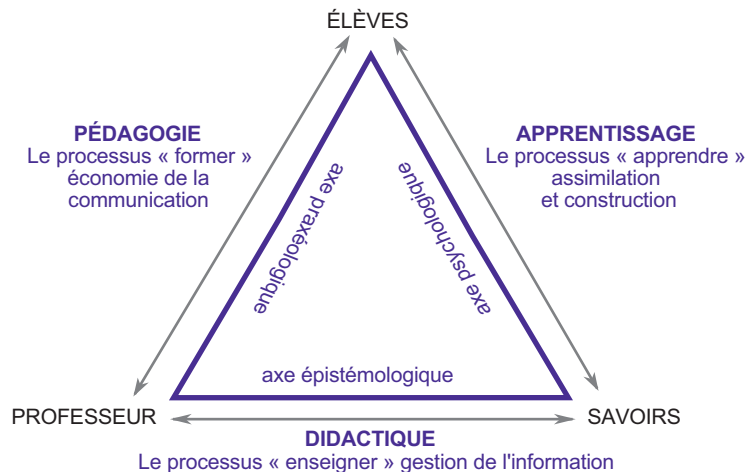 ÉLÈVES
PÉDAGOGIE
Le processus « former »
économie de la
communication
APPRENTISSAGE
Le processus « apprendre »
assimilation
et construction
axe praxéologique
axe psychologique
axe épistémologique
PROFESSEUR
SAVOIRS
DIDACTIQUE
Le processus « enseigner » gestion de l'information